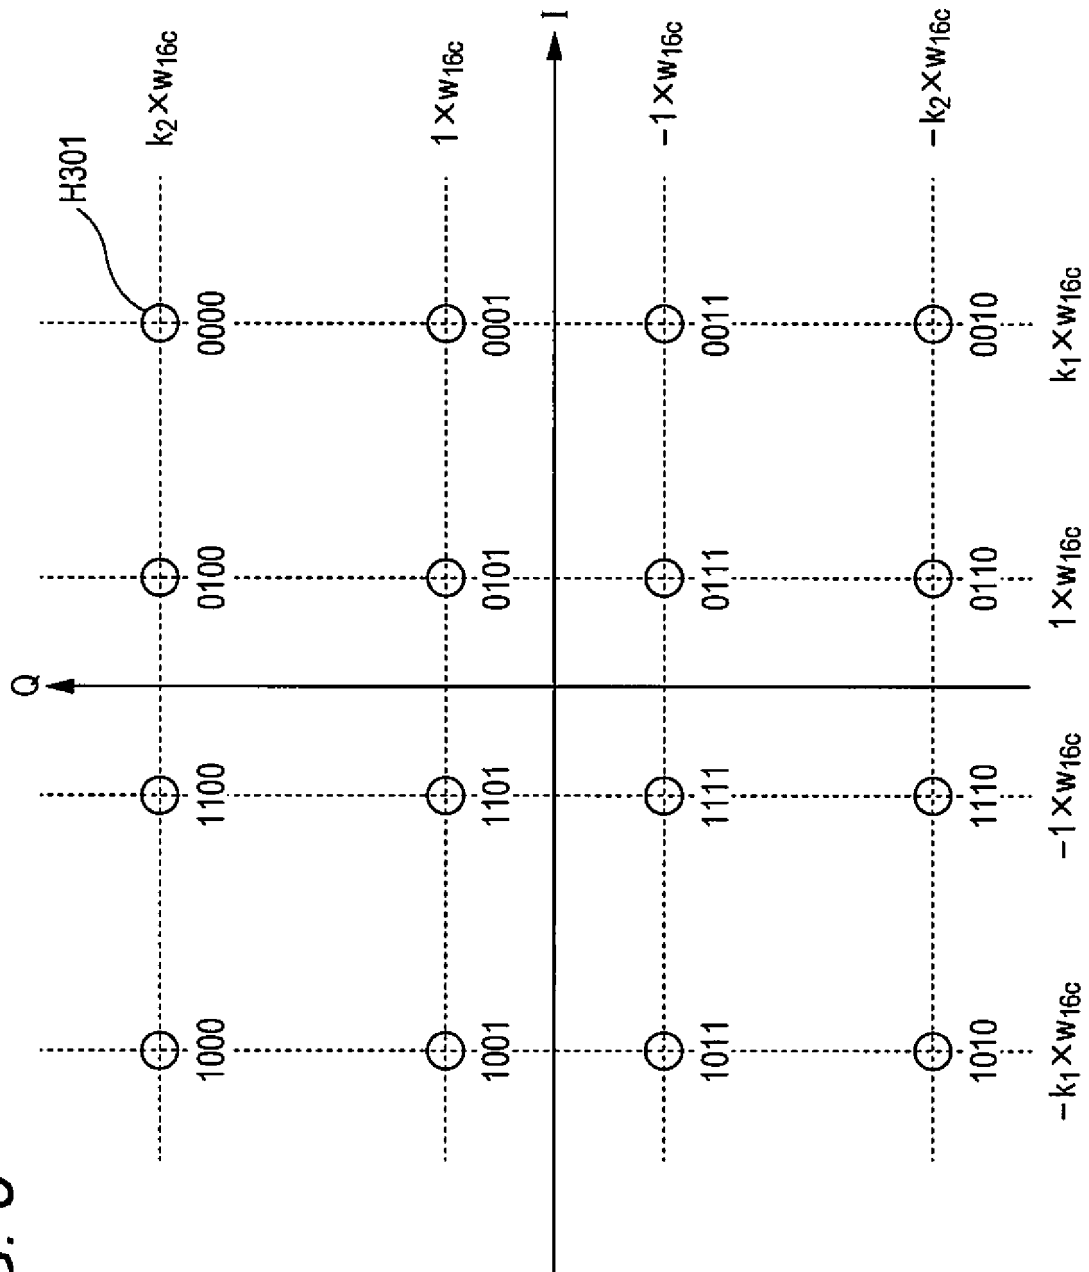 Q
H301
k₂×w₁₆c
1000 1100 0100 0000
1×w₁₆c
1001 1101 0101 0001
I
-1×w₁₆c
1011 1111 0111 0011
-k₂×w₁₆c
1010 1110 0110 0010
-k₁×w₁₆c -1×w₁₆c 1×w₁₆c k₁×w₁₆c